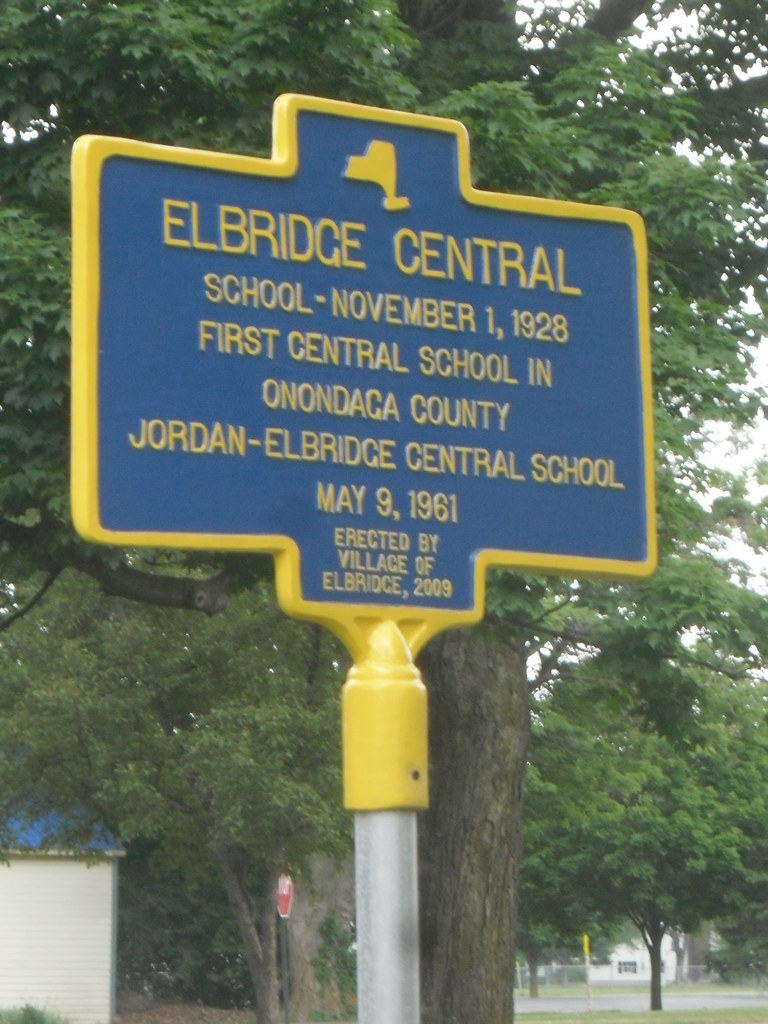 ELBRIDGE CENTRAL
SCHOOL-NOVEMBER 1, 1928
FIRST CENTRAL SCHOOL IN
ONONDAGA COUNTY
JORDAN-ELBRIDGE CENTRAL SCHOOL
MAY 9, 1961
ERECTED BY
VILLAGE OF
ELBRIDGE, 2009